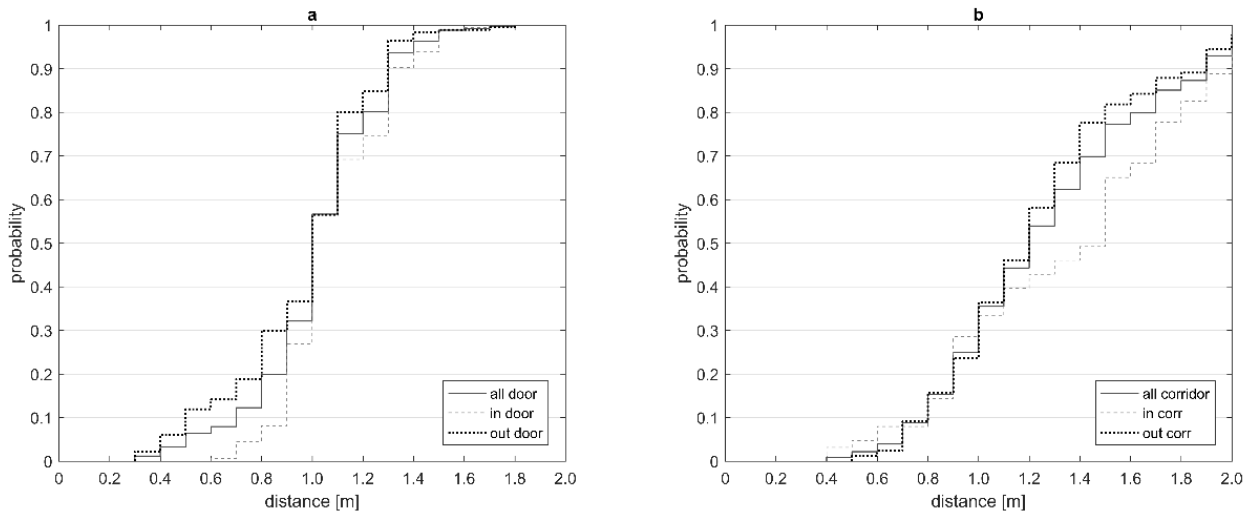 a
1
0.9
0.8
0.7
0.6
0.5
0.4
0.3
0.2
0.1
0
probability
0 0.2 0.4 0.6 0.8 1.0 1.2 1.4 1.6 1.8 2.0
distance [m]
all door
in door
out door
b
1
0.9
0.8
0.7
0.6
0.5
0.4
0.3
0.2
0.1
0
probability
0 0.2 0.4 0.6 0.8 1.0 1.2 1.4 1.6 1.8 2.0
distance [m]
all corridor
in corr
out corr